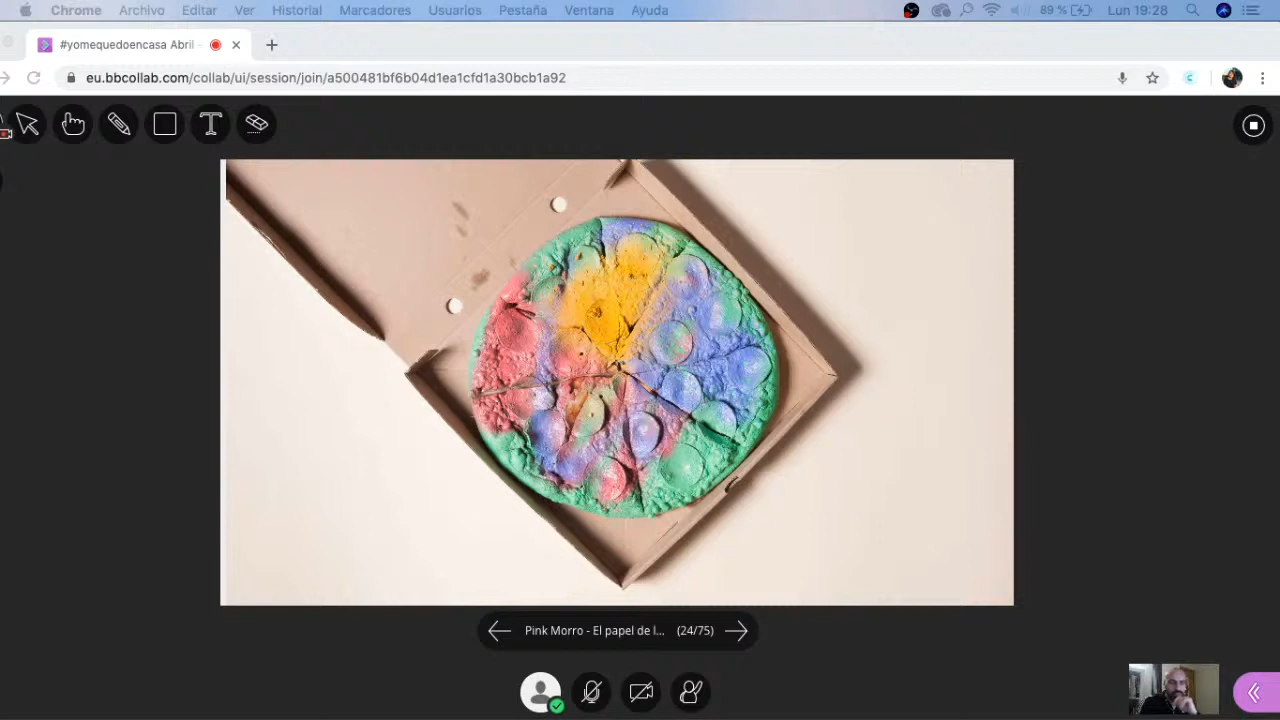 Chrome Archivo Editar Ver Historial Marcadores Usuarios Pestaña Ventana Ayuda 89 % Lun 19:28
#yomequedoencasa Abril -
eu.bbcollab.com/collab/ui/session/join/a500481bf6b04d1ea1cfd1a30bcb1a92
T
Pink Morro - El papel de l... (24/75)